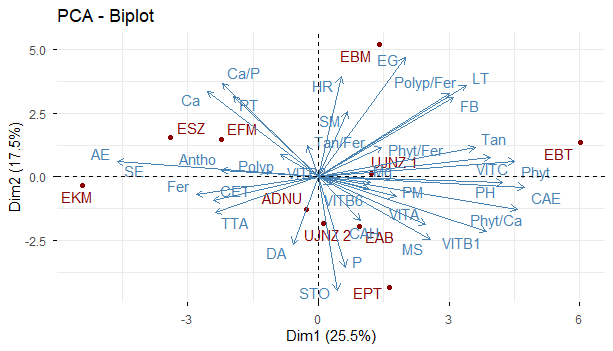 PCA - Biplot
5.0
EBM
EG
Ca/P
HR
Polyp/Fer
LT
Ca
PT
FB
2.5
SM
ESZ
EFM
Tan/Fer
Tan
Phyt/Fer
AE
Antho
Polyp
UJNZ 1
EBT
SE
VITC
Phyt
0.0
Fer
CET
PM
PH
EKM
ADNU
VITB6
CAE
TTA
VITA
Phyt/Ca
UJNZ 2
CAH
EAB
VITB1
-2.5
DA
P
MS
STO
EPT
-3
0
3
6
Dim1 (25.5%)
Dim2 (17.5%)